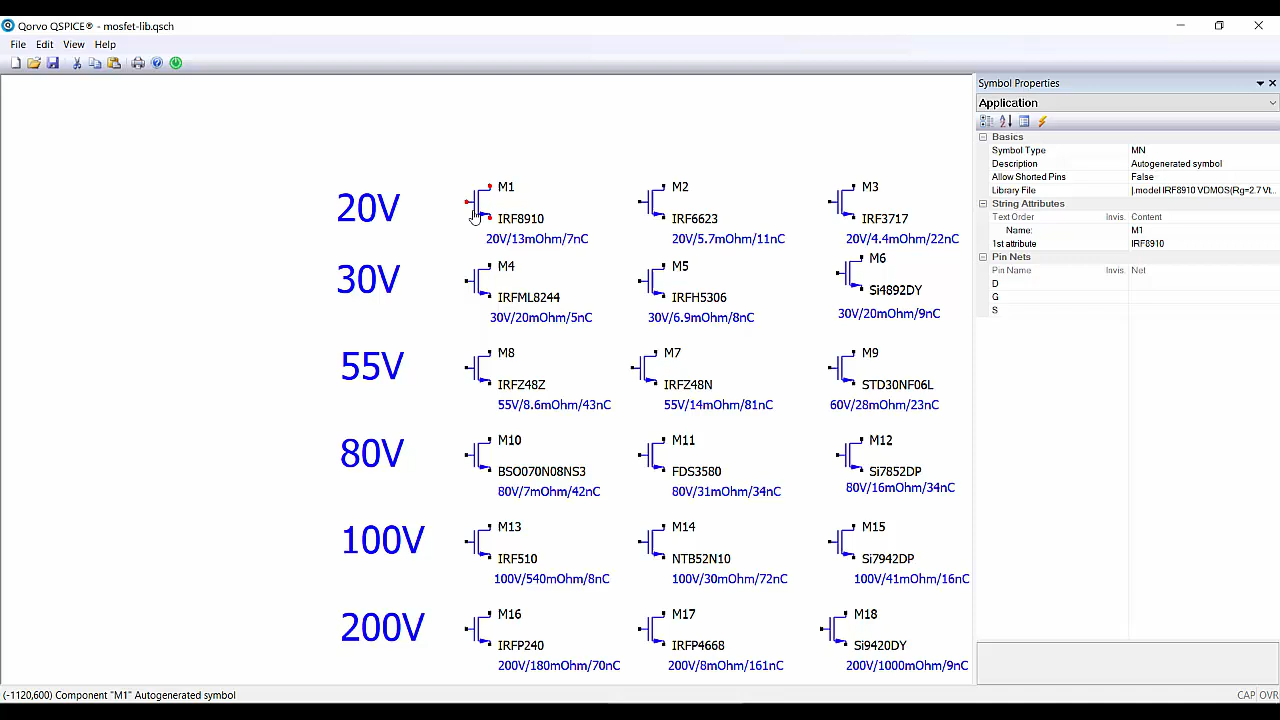 Qorvo QSPICE® - mosfet-lib.qsch
File Edit View Help
Symbol Properties
Application
Basics
Symbol Type MN
Description Autogenerated symbol
Allow Shorted Pins False
Library File |.model IRF8910 VDMOS(Rg=2.7 Vt...
String Attributes
Text Order Invis. Content
Name: M1
1st attribute IRF8910
Pin Nets
Pin Name Invis. Net
D
G
S
20V
M1 M2 M3
IRF8910 IRF6623 IRF3717
20V/13mOhm/7nC 20V/5.7mOhm/11nC 20V/4.4mOhm/22nC
30V
M4 M5 M6
IRFML8244 IRFH5306 Si4892DY
30V/20mOhm/5nC 30V/6.9mOhm/8nC 30V/20mOhm/9nC
55V
M8 M7 M9
IRFZ48Z IRFZ48N STD30NF06L
55V/8.6mOhm/43nC 55V/14mOhm/81nC 60V/28mOhm/23nC
80V
M10 M11 M12
BSO070N08NS3 FDS3580 Si7852DP
80V/7mOhm/42nC 80V/31mOhm/34nC 80V/16mOhm/34nC
100V
M13 M14 M15
IRF510 NTB52N10 Si7942DP
100V/540mOhm/8nC 100V/30mOhm/72nC 100V/41mOhm/16nC
200V
M16 M17 M18
IRFP240 IRFP4668 Si9420DY
200V/180mOhm/70nC 200V/8mOhm/161nC 200V/1000mOhm/9nC
(-1120,600) Component "M1" Autogenerated symbol
CAP OVR